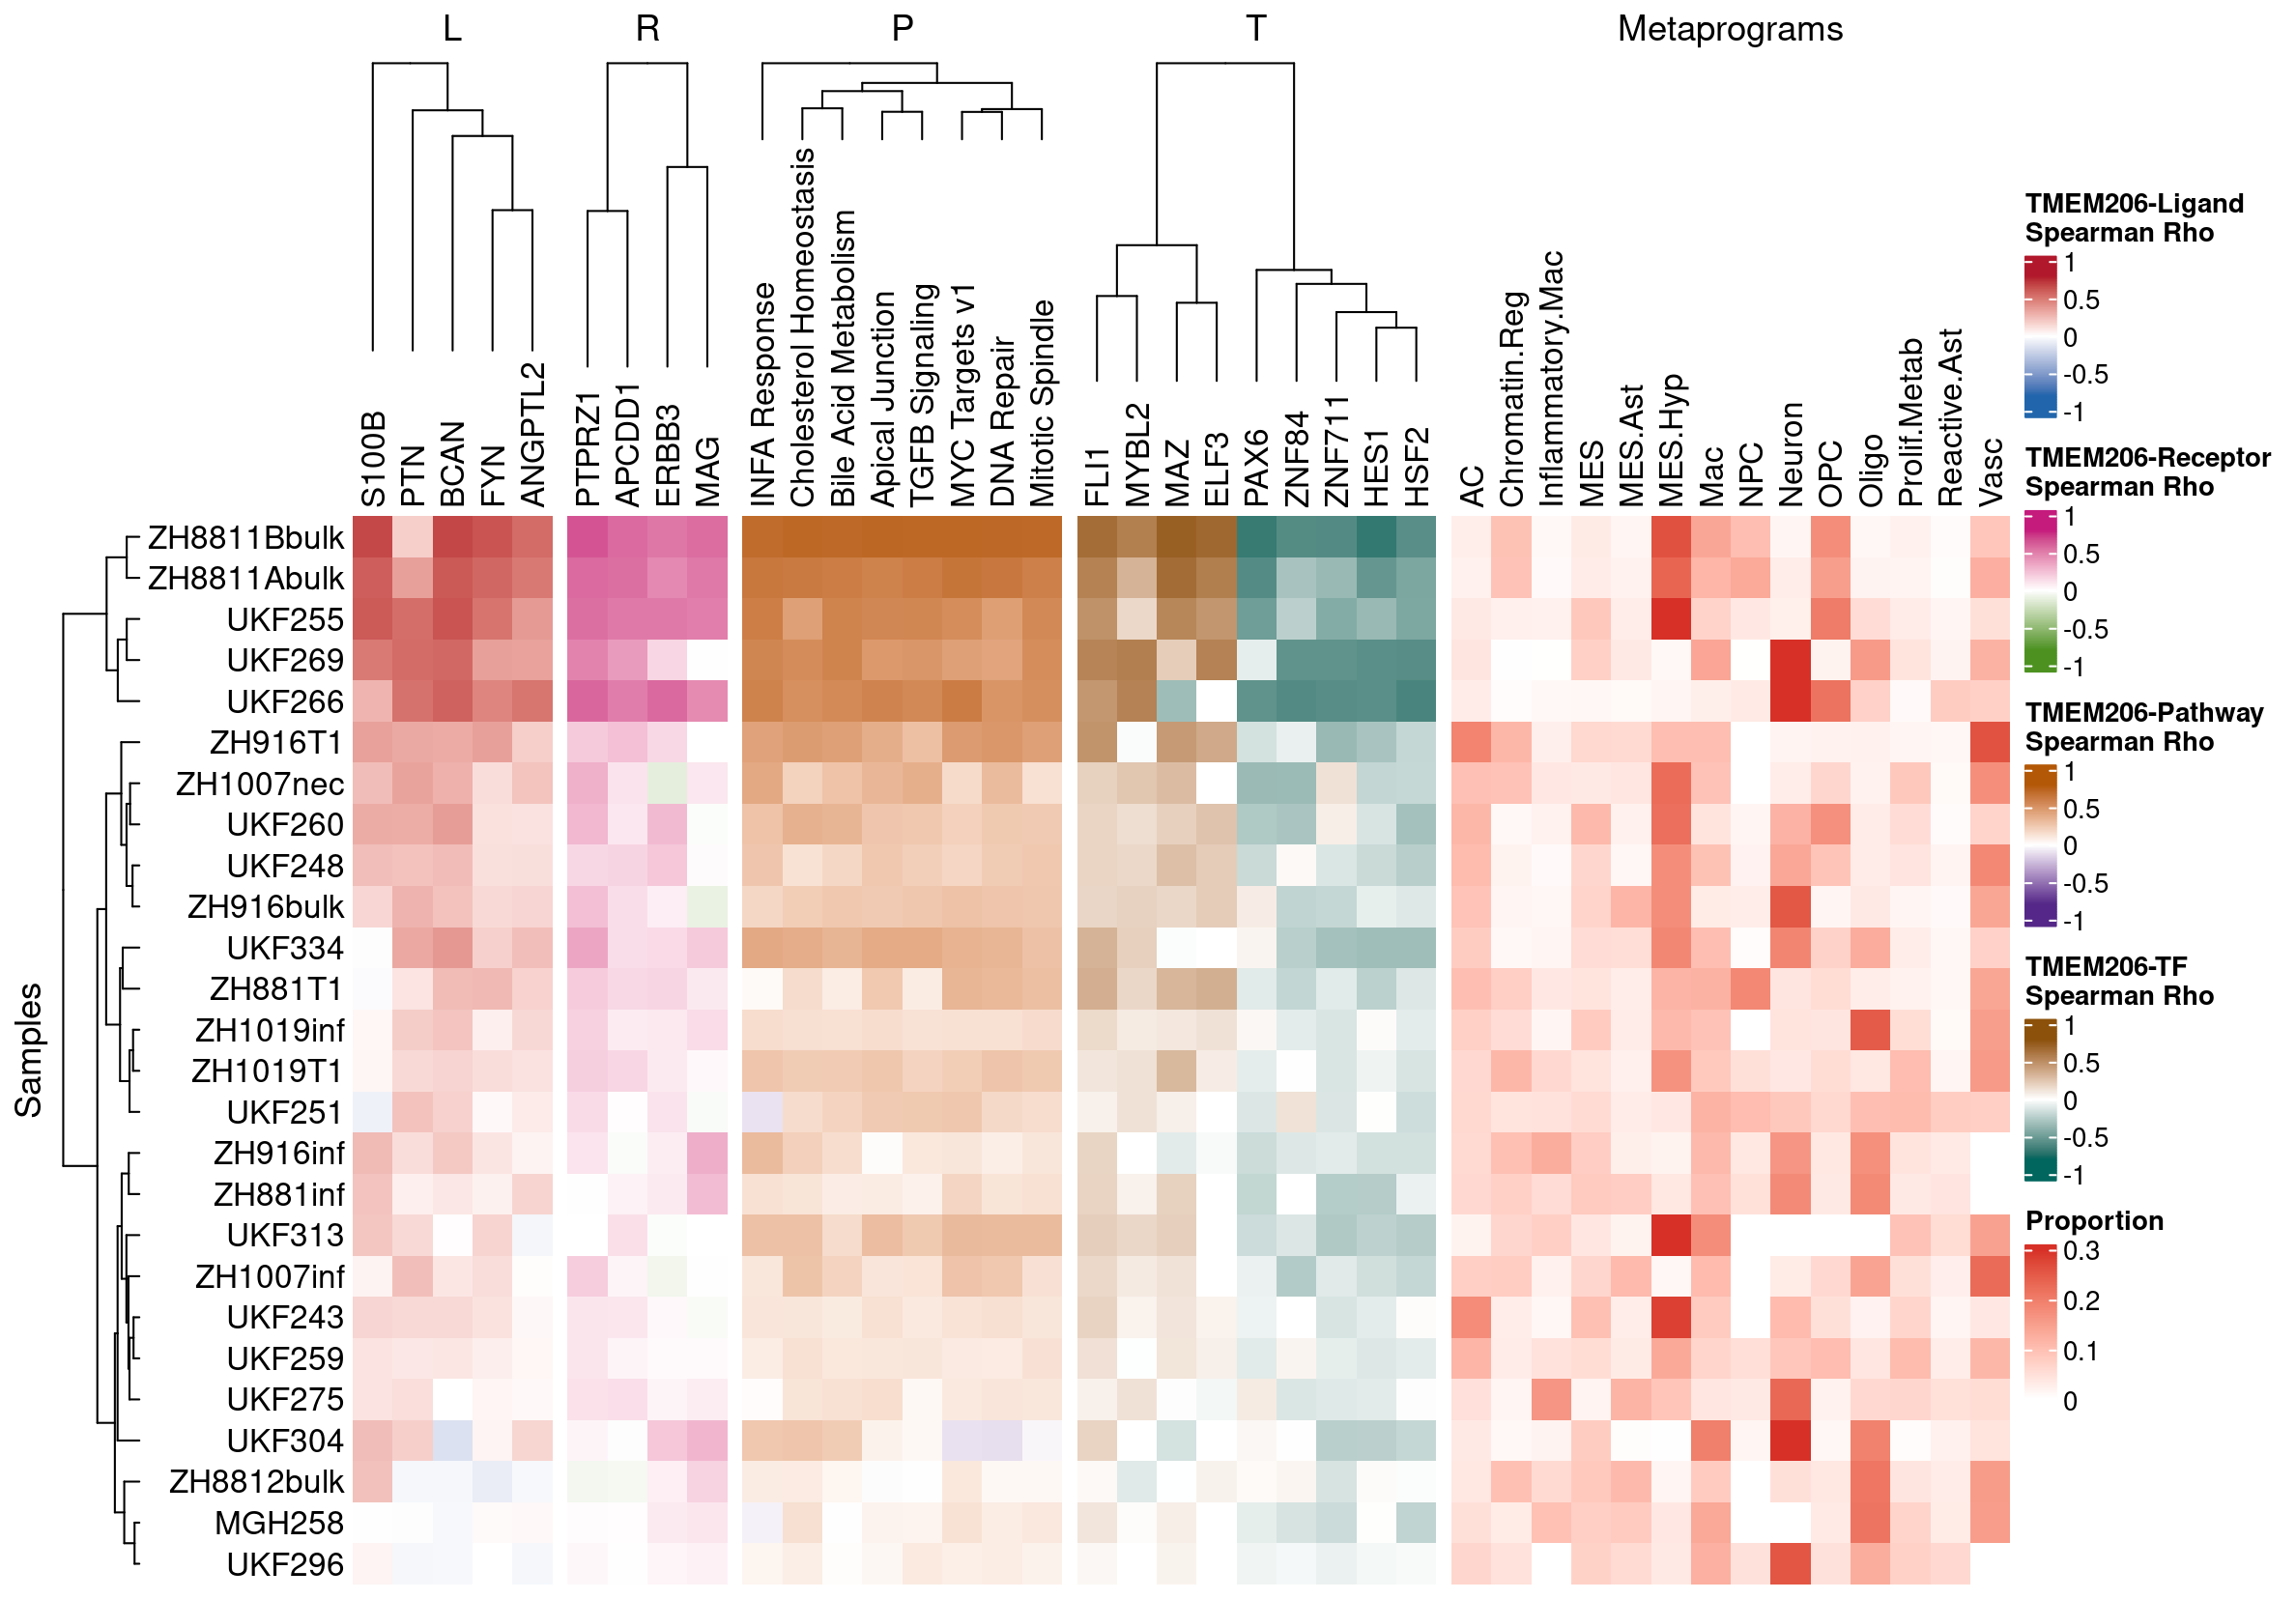 L R P T Metaprograms
S100B
PTN
BCAN
FYN
ANGPTL2
PTPRZ1
APCDD1
ERBB3
MAG
INFA Response
Cholesterol Homeostasis
Bile Acid Metabolism
Apical Junction
TGFB Signaling
MYC Targets v1
DNA Repair
Mitotic Spindle
FLI1
MYBL2
MAZ
ELF3
PAX6
ZNF84
ZNF711
HES1
HSF2
AC
Chromatin.Reg
Inflammatory.Mac
MES
MES.Ast
MES.Hyp
Mac
NPC
Neuron
OPC
Oligo
Prolif.Metab
Reactive.Ast
Vasc
Samples
ZH8811Bbulk
ZH8811Abulk
UKF255
UKF269
UKF266
ZH916T1
ZH1007nec
UKF260
UKF248
ZH916bulk
UKF334
ZH881T1
ZH1019inf
ZH1019T1
UKF251
ZH916inf
ZH881inf
UKF313
ZH1007inf
UKF243
UKF259
UKF275
UKF304
ZH8812bulk
MGH258
UKF296
TMEM206-Ligand
Spearman Rho
1
0.5
0
-0.5
-1
TMEM206-Receptor
Spearman Rho
1
0.5
0
-0.5
-1
TMEM206-Pathway
Spearman Rho
1
0.5
0
-0.5
-1
TMEM206-TF
Spearman Rho
1
0.5
0
-0.5
-1
Proportion
0.3
0.2
0.1
0